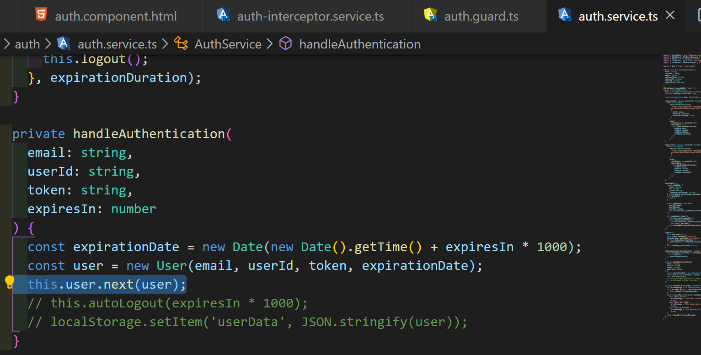 auth.component.html auth-interceptor.service.ts auth.guard.ts auth.service.ts
> auth > auth.service.ts > AuthService > handleAuthentication
this.logout();
}, expirationDuration);
}
private handleAuthentication(
email: string,
userId: string,
token: string,
expiresIn: number
) {
const expirationDate = new Date(new Date().getTime() + expiresIn * 1000);
const user = new User(email, userId, token, expirationDate);
this.user.next(user);
// this.autoLogout(expiresIn * 1000);
// localStorage.setItem('userData', JSON.stringify(user));
}